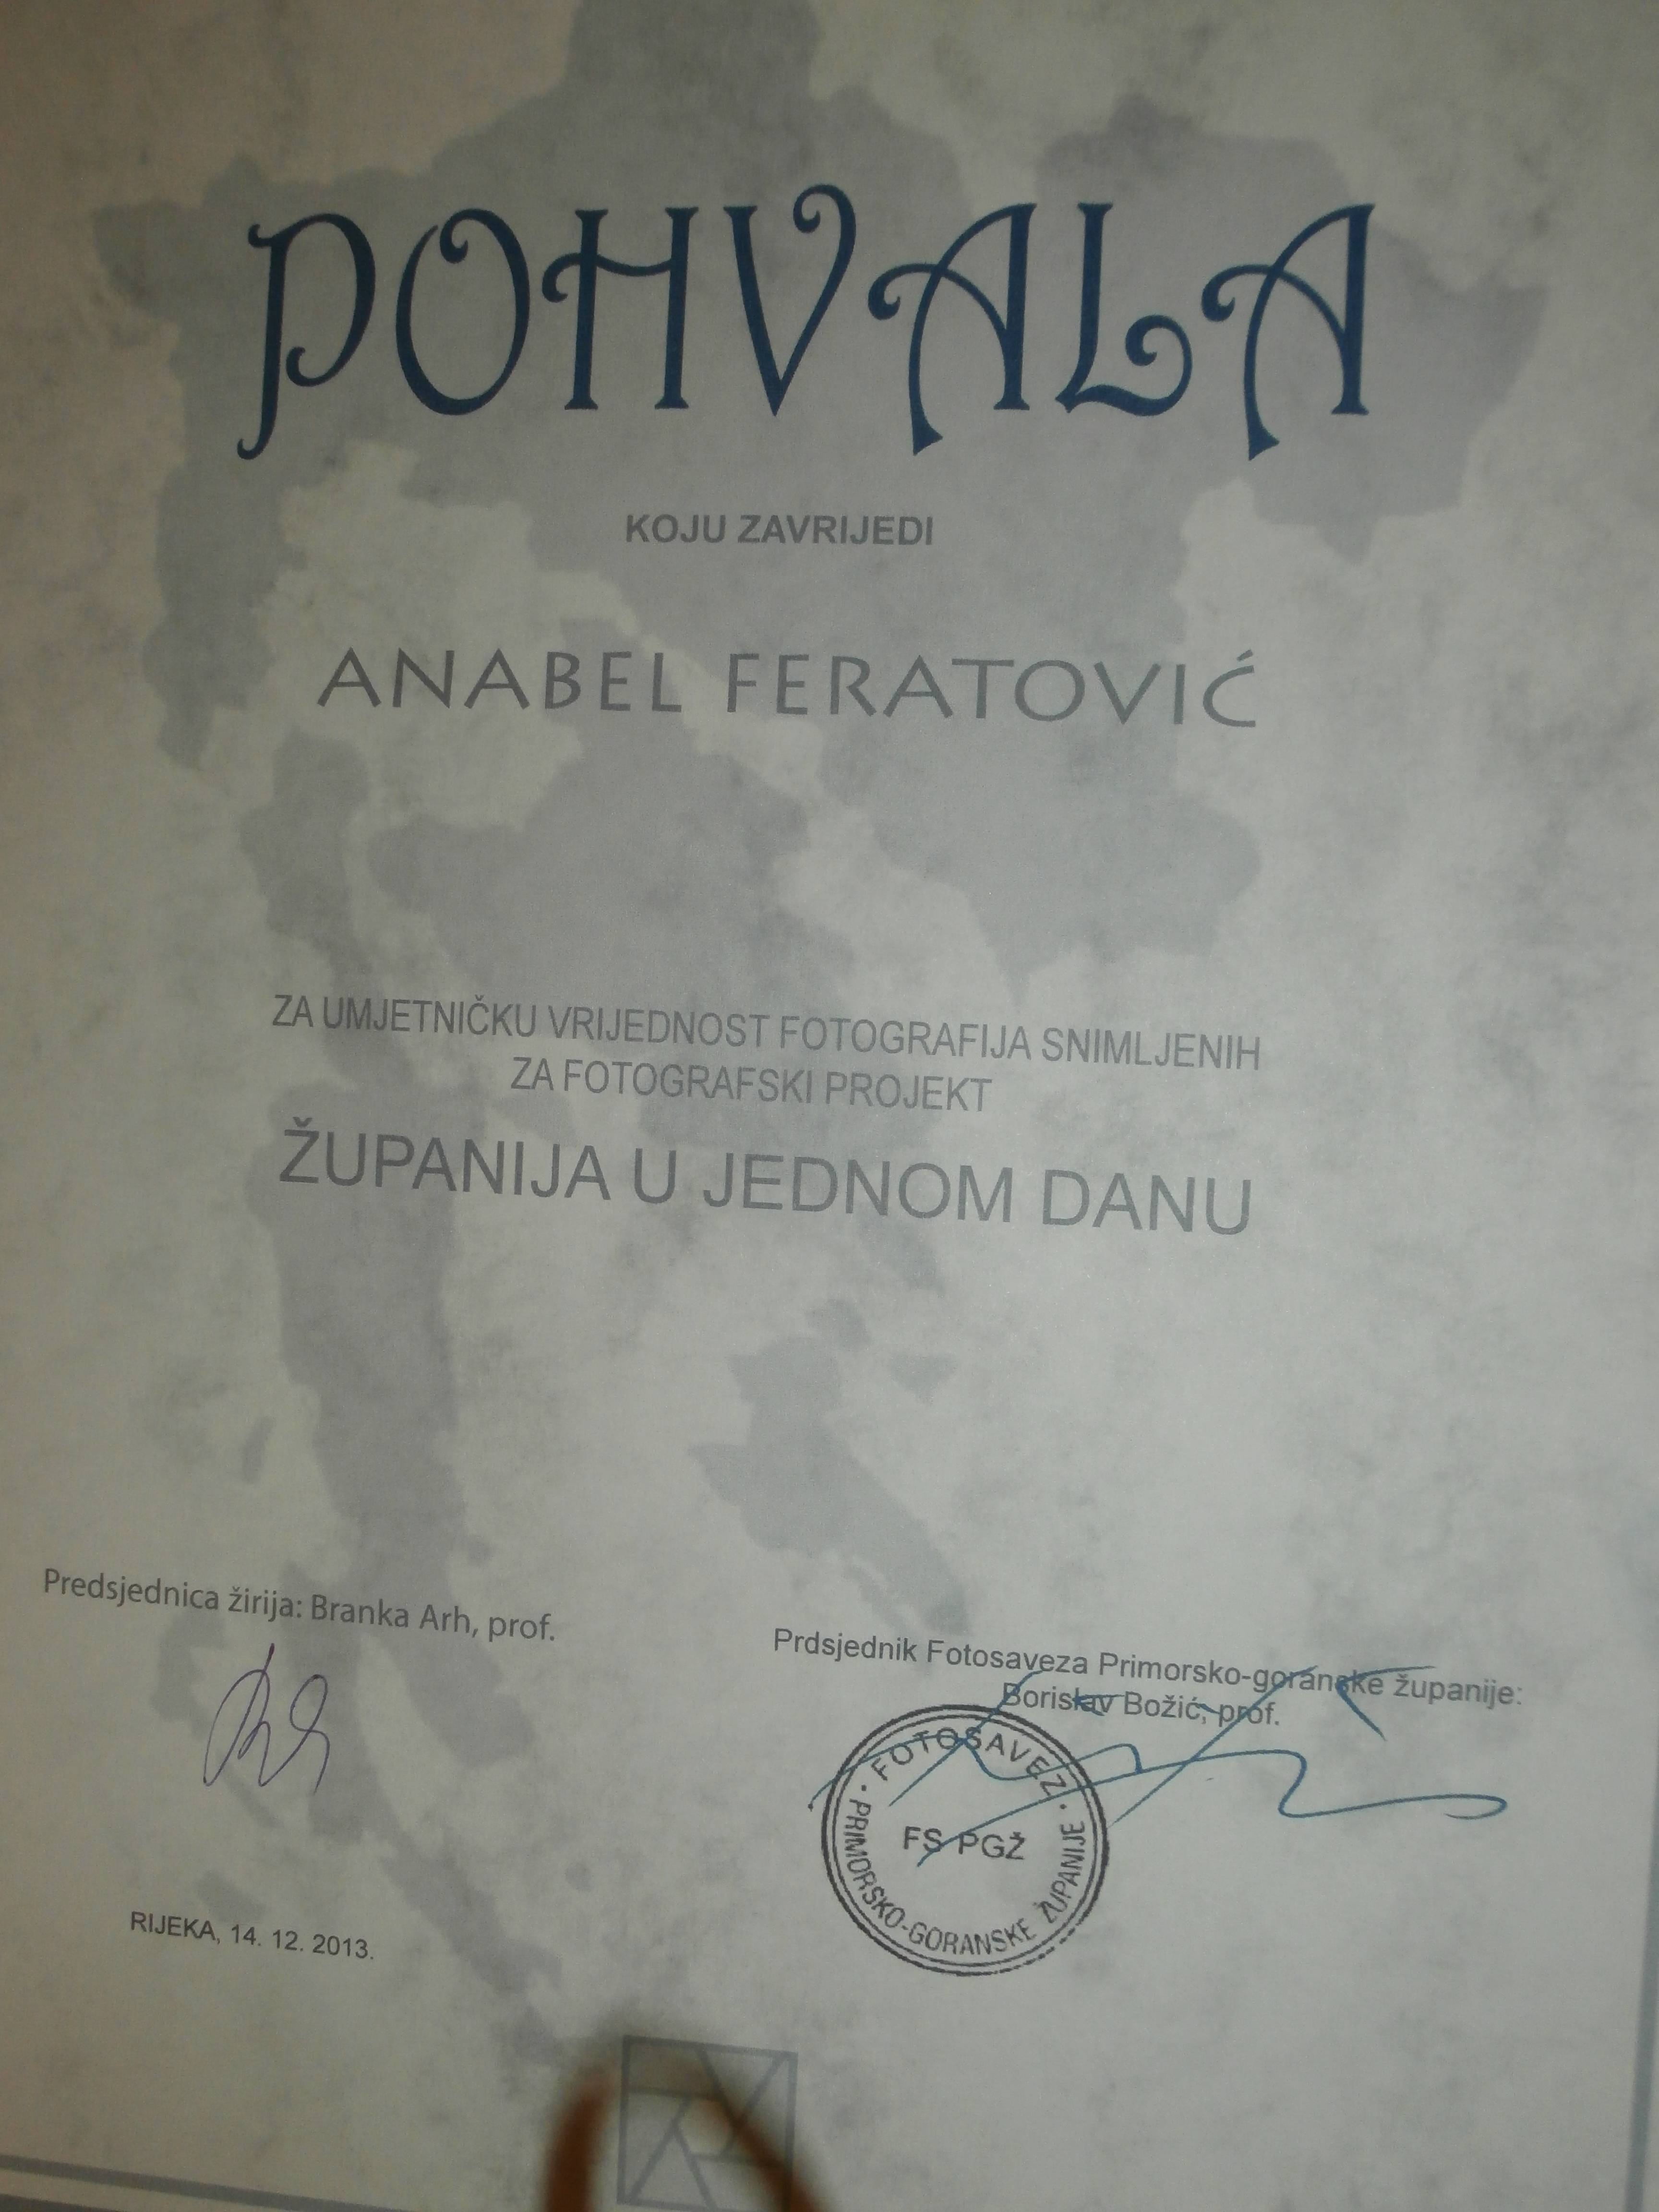 POHVALA
KOJU ZAVRIJEDI
ANABEL FERATOVIĆ
ZA UMJETNIČKU VRIJEDNOST FOTOGRAFIJA SNIMLJENIH
ZA FOTOGRAFSKI PROJEKT
ŽUPANIJA U JEDNOM DANU
Predsjednica žirija: Branka Arh, prof.
Prdsjednik Fotosaveza Primorsko-goranske županije:
Borislav Božić, prof.
· FOTOSAVEZ ·
FS PGŽ
PRIMORSKO-GORANSKE ŽUPANIJE
RIJEKA, 14. 12. 2013.